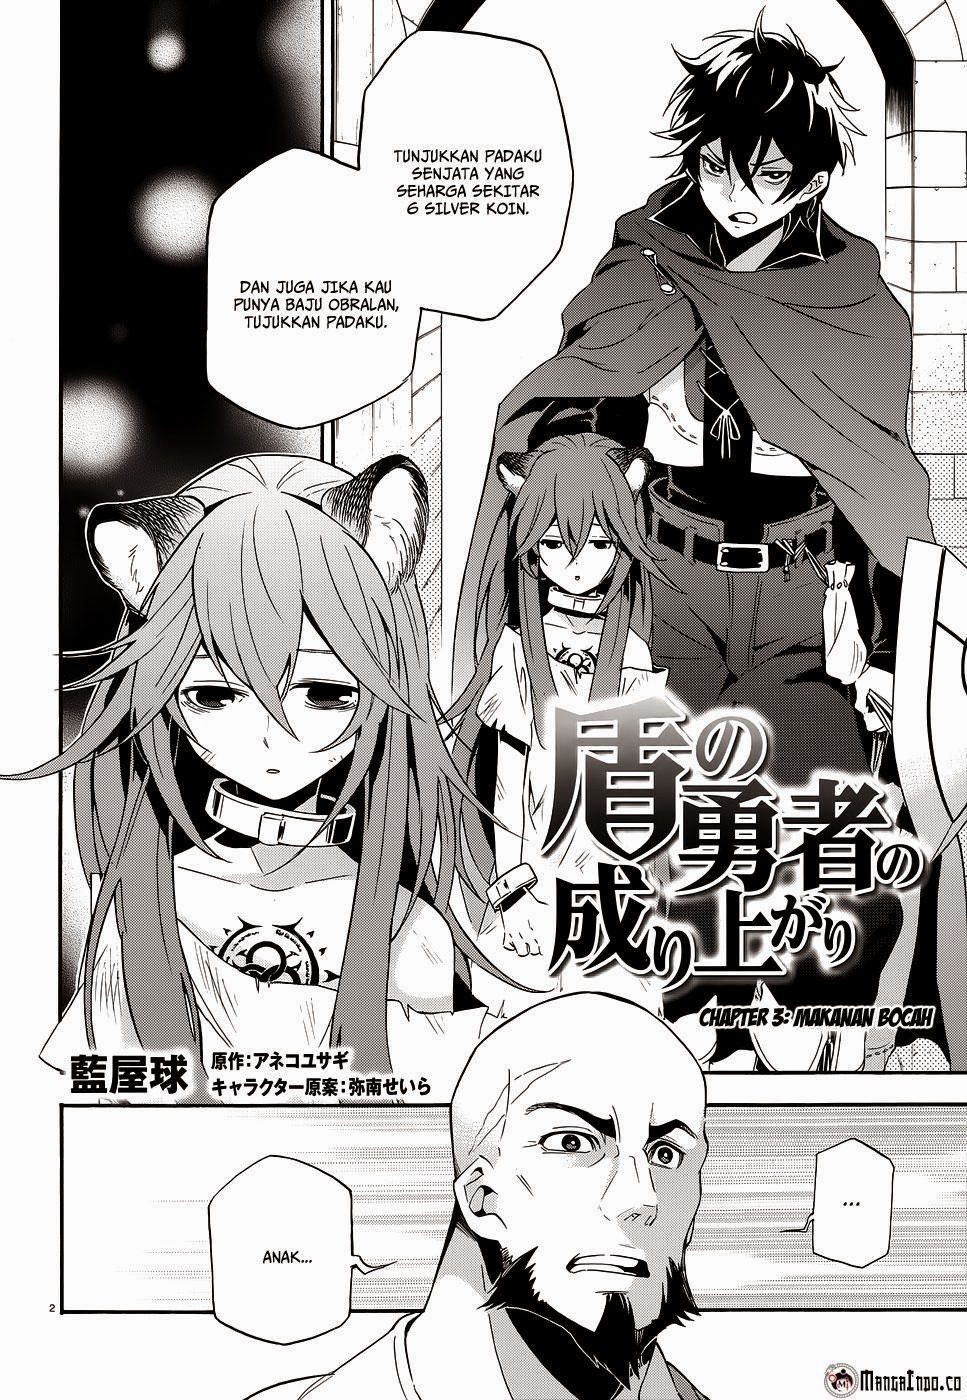 TUNJUKKAN PADAKU
SENJATA YANG
SEHARGA SEKITAR
6 SILVER KOIN.
DAN JUGA JIKA KAU
PUNYA BAJU OBRALAN,
TUJUKKAN PADAKU.
盾の勇者の
成り上がり
CHAPTER 3: MAKANAN BOCAH
藍屋球
原作：アネコユサギ
キャラクター原案：弥南せいら
...
ANAK...
2
MANGAINDO.CO